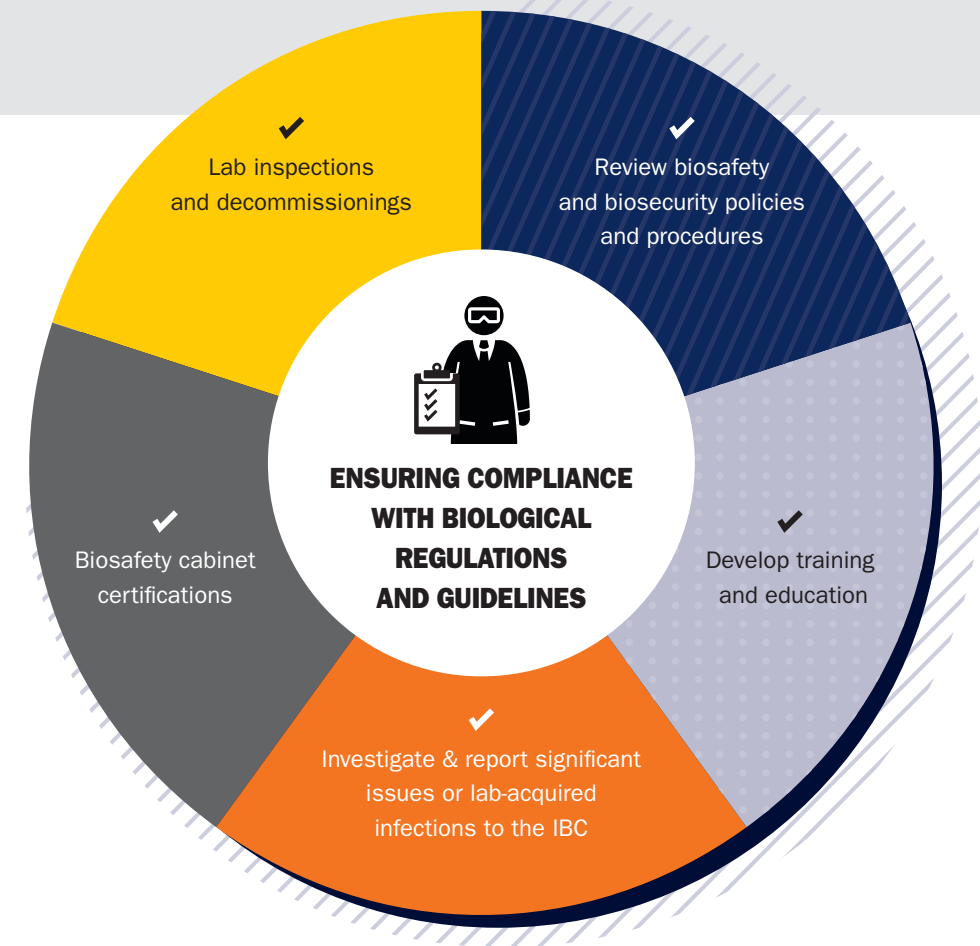 Lab inspections
and decommissionings
Review biosafety
and biosecurity policies
and procedures
ENSURING COMPLIANCE
WITH BIOLOGICAL
REGULATIONS
AND GUIDELINES
Biosafety cabinet
certifications
Develop training
and education
Investigate & report significant
issues or lab-acquired
infections to the IBC